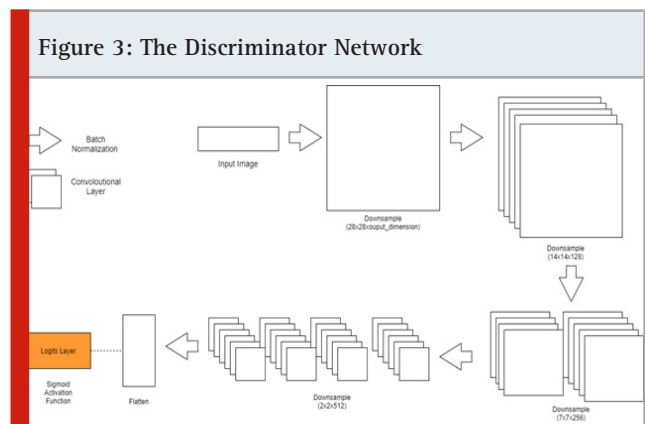 Figure 3: The Discriminator Network
Batch
Normalization
Convoloutional
Layer
Input Image
Downsample
(28x28xouput_dimension)
Downsample
(14x14x128)
Logits Layer
Sigmoid
Activation
Function
Flatten
Downsample
(2x2x512)
Downsample
(7x7x256)